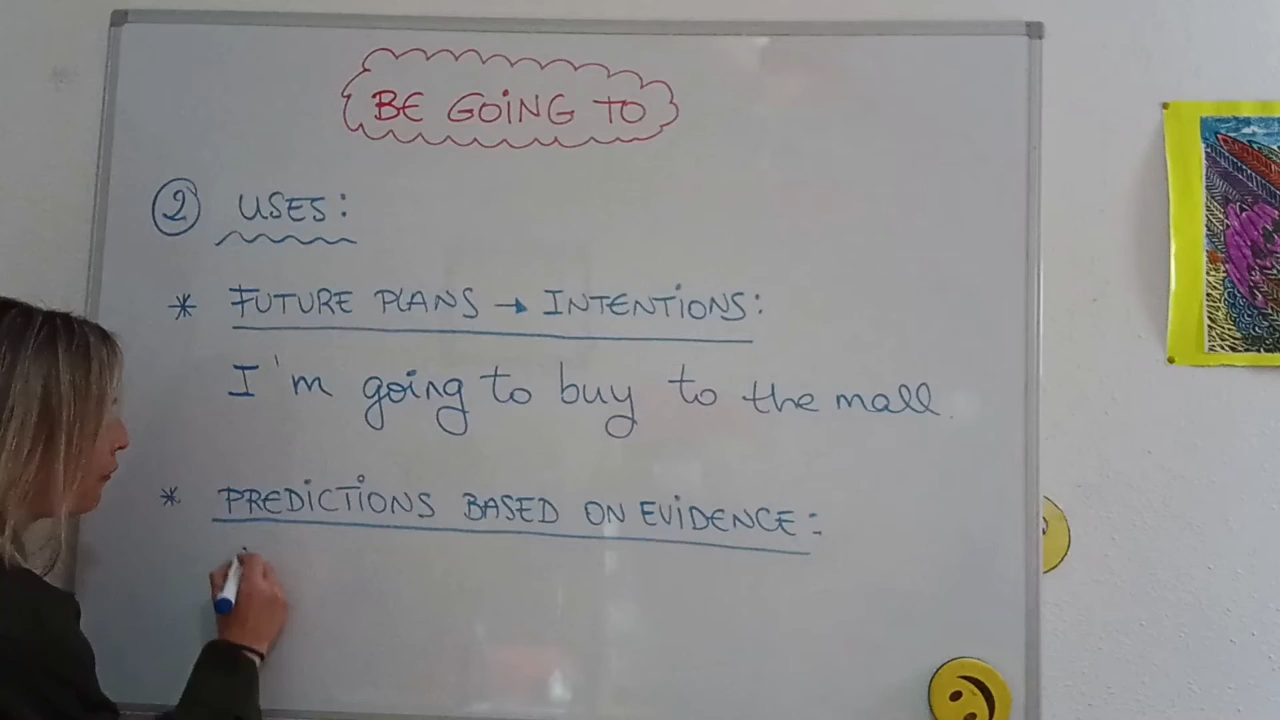 BE GOING TO
2 USES:
* FUTURE PLANS → INTENTIONS:
I'm going to buy to the mall.
* PREDICTIONS BASED ON EVIDENCE: